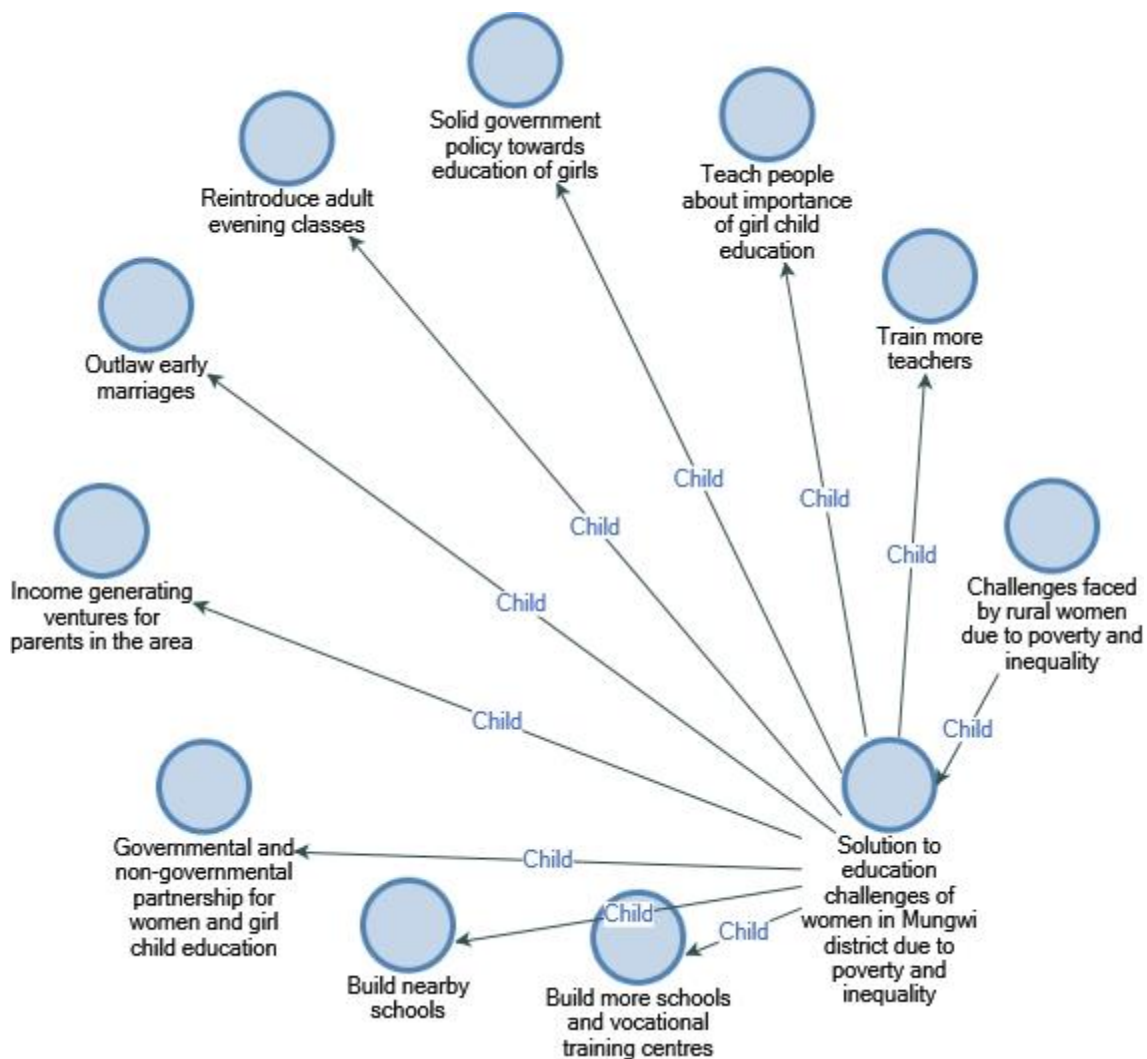 Solid government
policy towards
education of girls
Teach people
about importance
of girl child
education
Reintroduce adult
evening classes
Train more
teachers
Outlaw early
marriages
Child
Child
Child
Child
Income generating
ventures for
parents in the area
Challenges faced
by rural women
due to poverty and
inequality
Child
Child
Child
Governmental and
non-governmental
partnership for
women and girl
child education
Child
Solution to
education
challenges of
women in Mungwi
district due to
poverty and
inequality
Child
Child
Build nearby
schools
Build more schools
and vocational
training centres